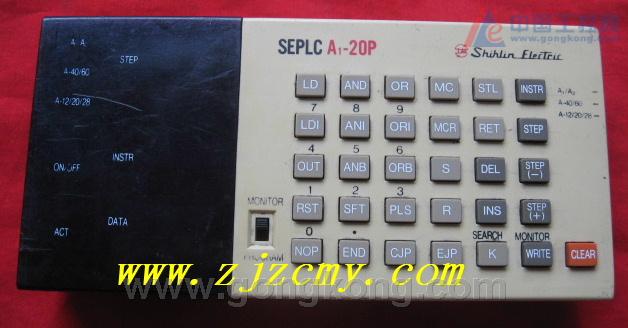 中国工控网
www.gongkong.com
SEPLC A1-20P
Shihlin Electric
A1 A2
STEP
A-40/60
A-12/20/28
LD AND OR MC STL INSTR
A1/A2
A-40/60
A-12/20/28
7 8 9
LDI ANI ORI MCR RET STEP
4 5 6
ON/OFF
INSTR
OUT ANB ORB S DEL STEP (-)
1 2 3
MONITOR
RST SFT PLS R INS STEP (+)
ACT
DATA
0 •
SEARCH MONITOR
PROGRAM
NOP END CJP EJP K WRITE CLEAR
www.zjzcmy.com
www.gongkong.com